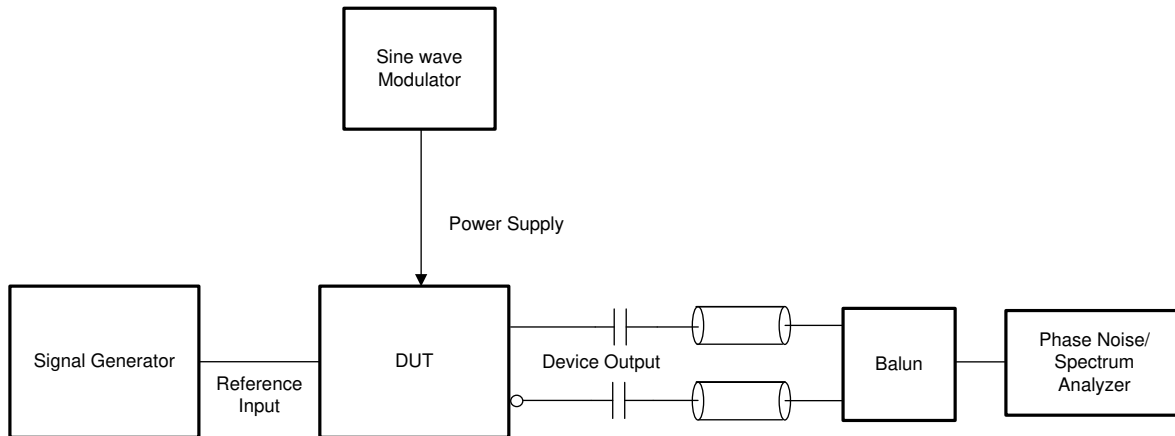 Sine wave
Modulator
Power Supply
Signal Generator
Reference
Input
DUT
Device Output
Balun
Phase Noise/
Spectrum
Analyzer